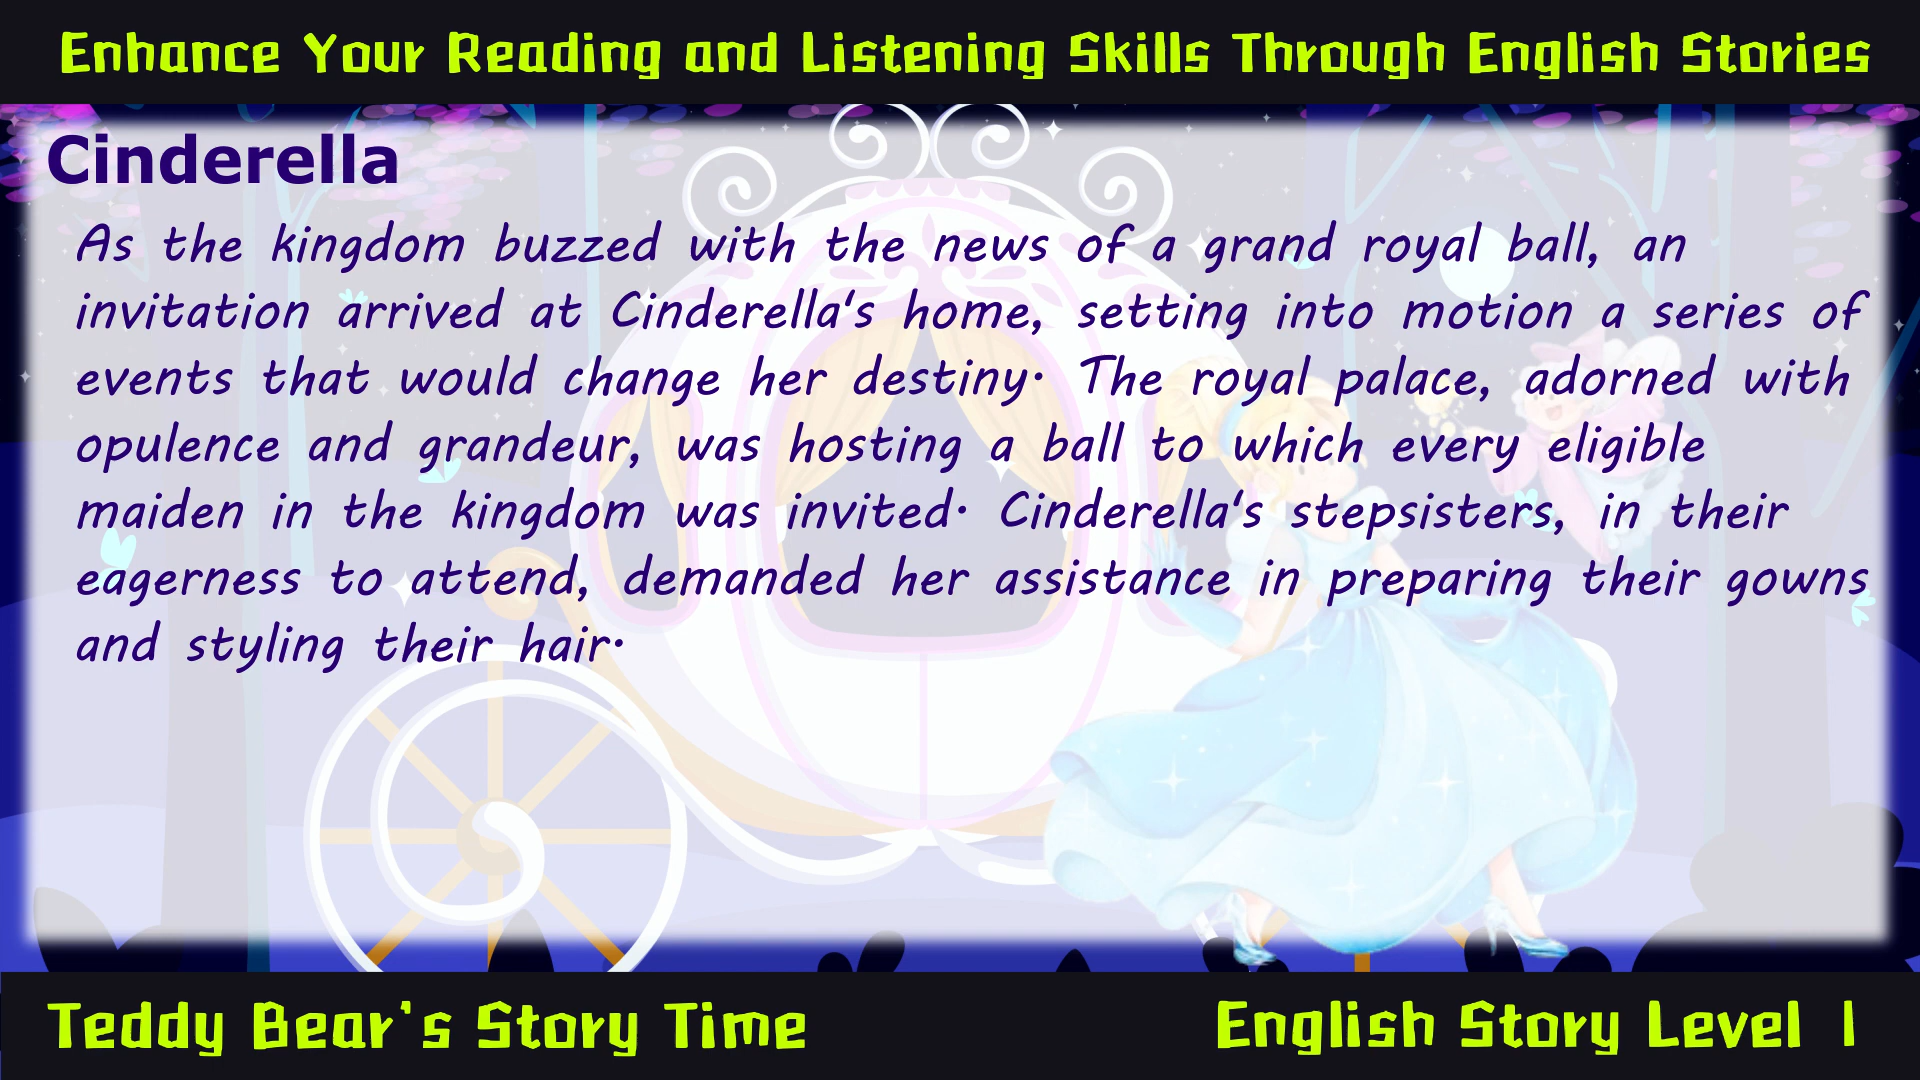 Enhance Your Reading and Listening Skills Through English Stories
Cinderella
As the kingdom buzzed with the news of a grand royal ball, an
invitation arrived at Cinderella's home, setting into motion a series of
events that would change her destiny. The royal palace, adorned with
opulence and grandeur, was hosting a ball to which every eligible
maiden in the kingdom was invited. Cinderella's stepsisters, in their
eagerness to attend, demanded her assistance in preparing their gowns
and styling their hair.
Teddy Bear's Story Time
English Story Level 1